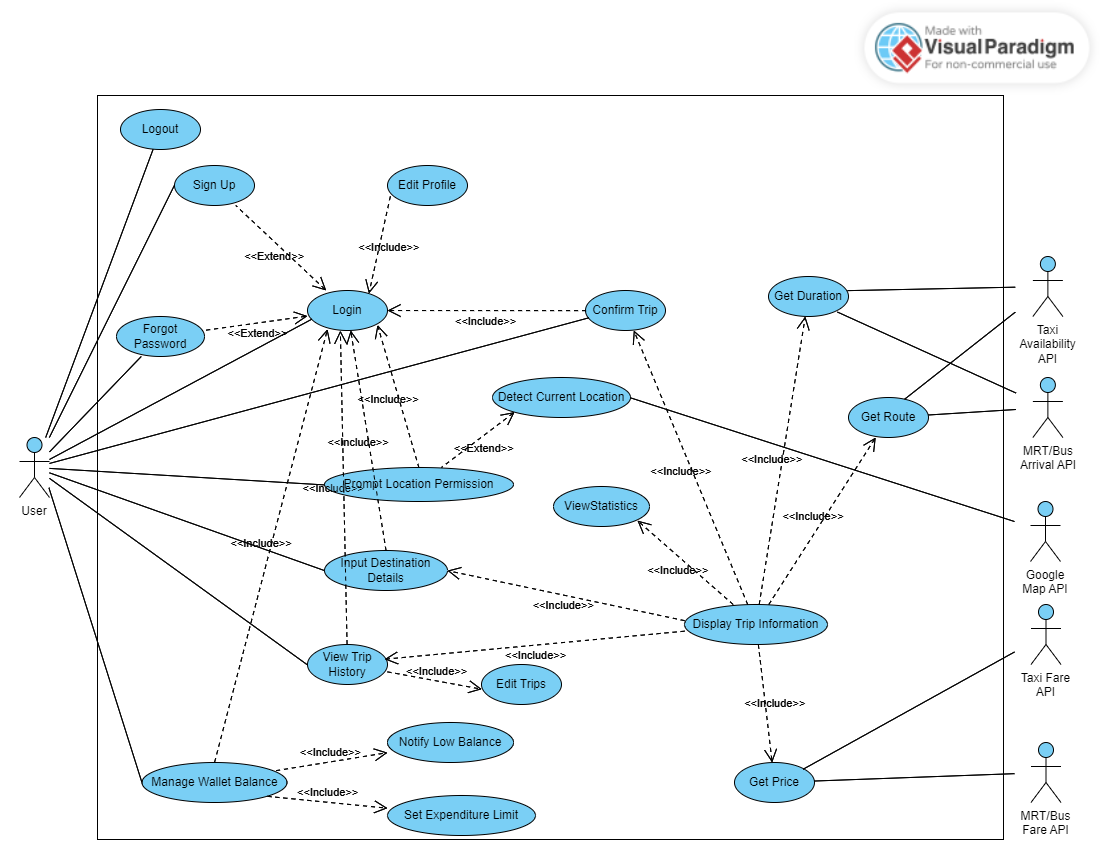 Made with
Visual Paradigm
For non-commercial use
Logout
Sign Up
Edit Profile
<<Extend>>
<<Include>>
Login
Confirm Trip
Get Duration
Forgot
Password
<<Extend>>
<<Include>>
Taxi
Availability
API
Detect Current Location
<<Include>>
Get Route
<<Include>>
<<Extend>>
MRT/Bus
Arrival API
<<Include>>
<<Include>>
Prompt Location Permission
<<Include>>
User
ViewStatistics
<<Include>>
<<Include>>
Input Destination
Details
<<Include>>
Google
Map API
<<Include>>
Display Trip Information
View Trip
History
<<Include>>
<<Include>>
Edit Trips
Taxi Fare
API
<<Include>>
Notify Low Balance
<<Include>>
Manage Wallet Balance
Get Price
<<Include>>
Set Expenditure Limit
MRT/Bus
Fare API